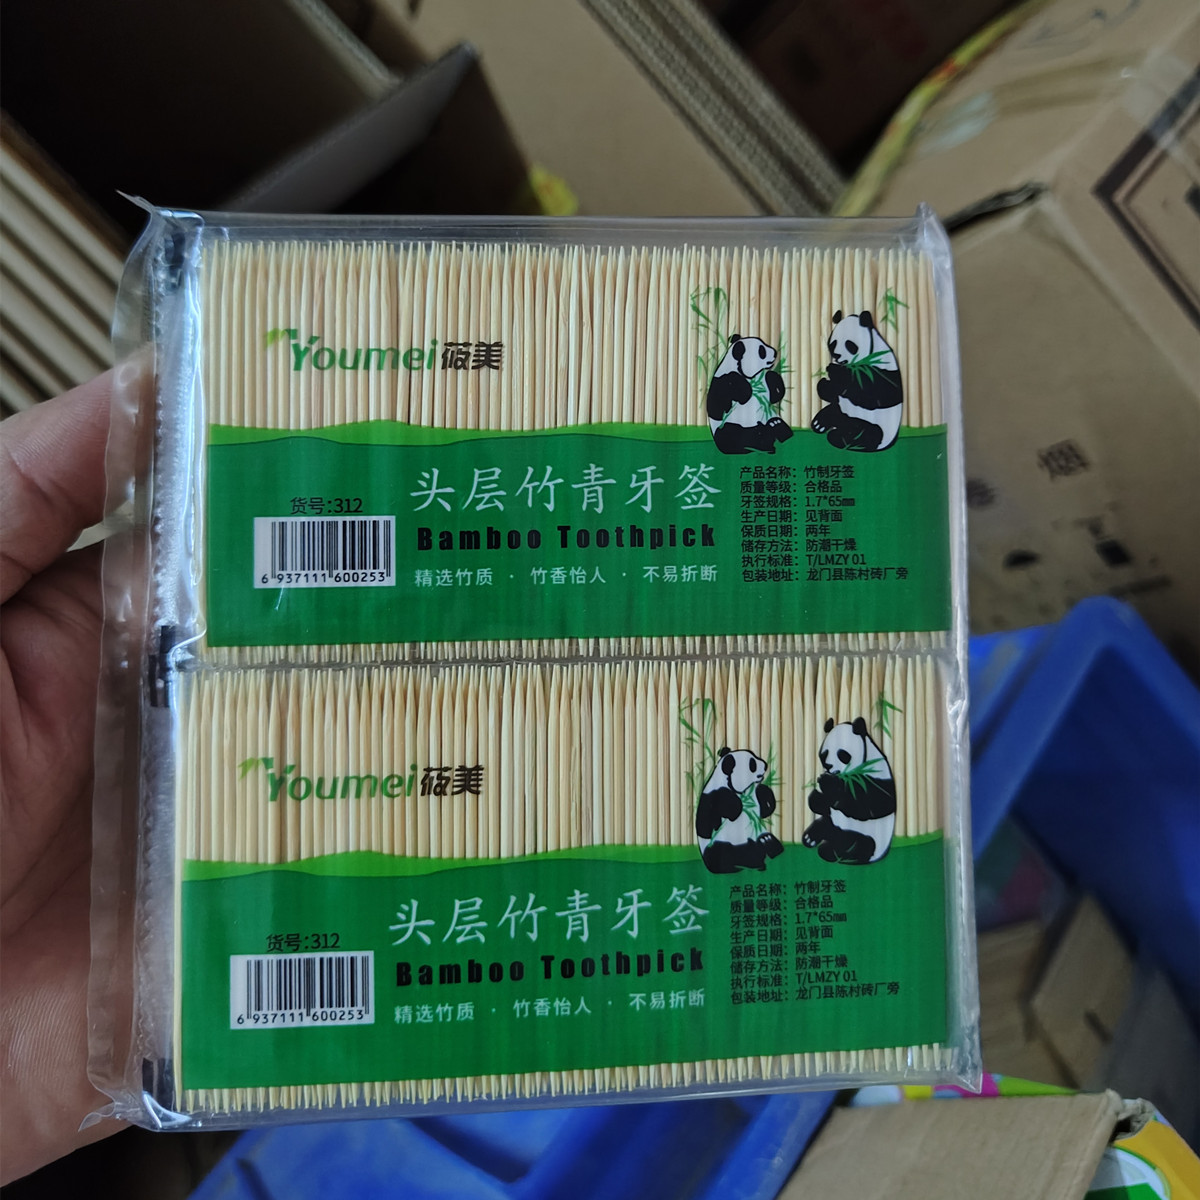 Youmei 莜美
头层竹青牙签
Bamboo Toothpick
精选竹质 · 竹香怡人 · 不易折断
货号:312
6 937111 600253
产品名称：竹制牙签
质量等级：合格品
牙签规格：1.7*65mm
生产日期：见背面
保质日期：两年
储存方法：防潮干燥
执行标准：T/LMZY 01
包装地址：龙门县陈村砖厂旁
Youmei 莜美
头层竹青牙签
Bamboo Toothpick
精选竹质 · 竹香怡人 · 不易折断
货号:312
6 937111 600253
产品名称：竹制牙签
质量等级：合格品
牙签规格：1.7*65mm
生产日期：见背面
保质日期：两年
储存方法：防潮干燥
执行标准：T/LMZY 01
包装地址：龙门县陈村砖厂旁